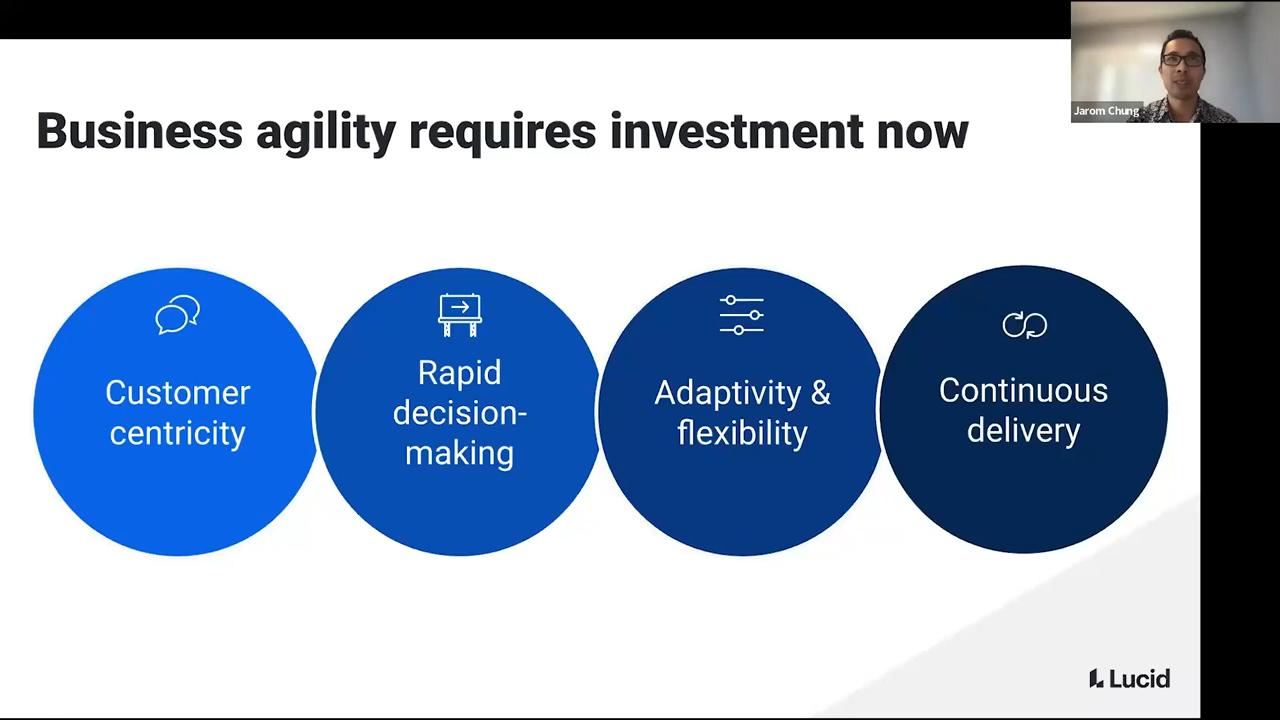 Jarom Chung
Business agility requires investment now
Customer
centricity
Rapid
decision-
making
Adaptivity &
flexibility
Continuous
delivery
Lucid